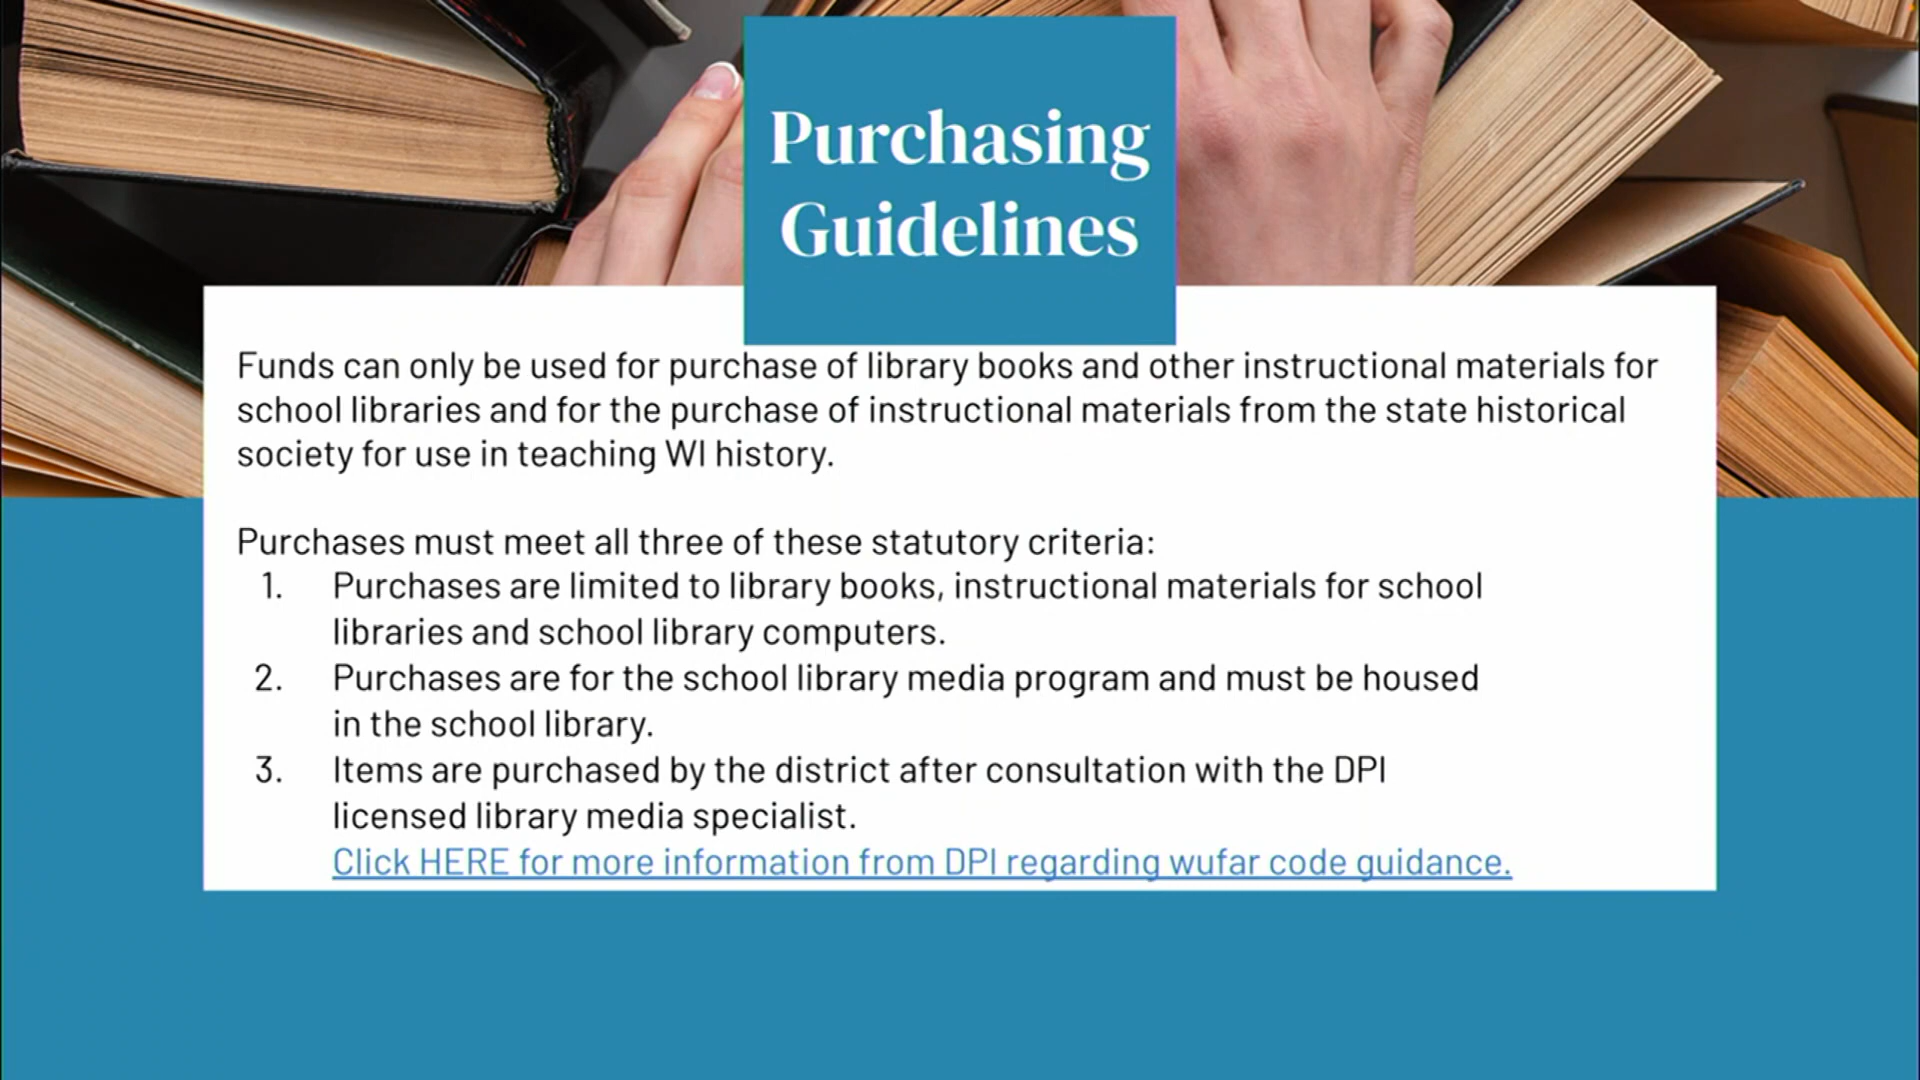 Purchasing
Guidelines
Funds can only be used for purchase of library books and other instructional materials for
school libraries and for the purchase of instructional materials from the state historical
society for use in teaching WI history.
Purchases must meet all three of these statutory criteria:
1. Purchases are limited to library books, instructional materials for school
libraries and school library computers.
2. Purchases are for the school library media program and must be housed
in the school library.
3. Items are purchased by the district after consultation with the DPI
licensed library media specialist.
Click HERE for more information from DPI regarding wufar code guidance.